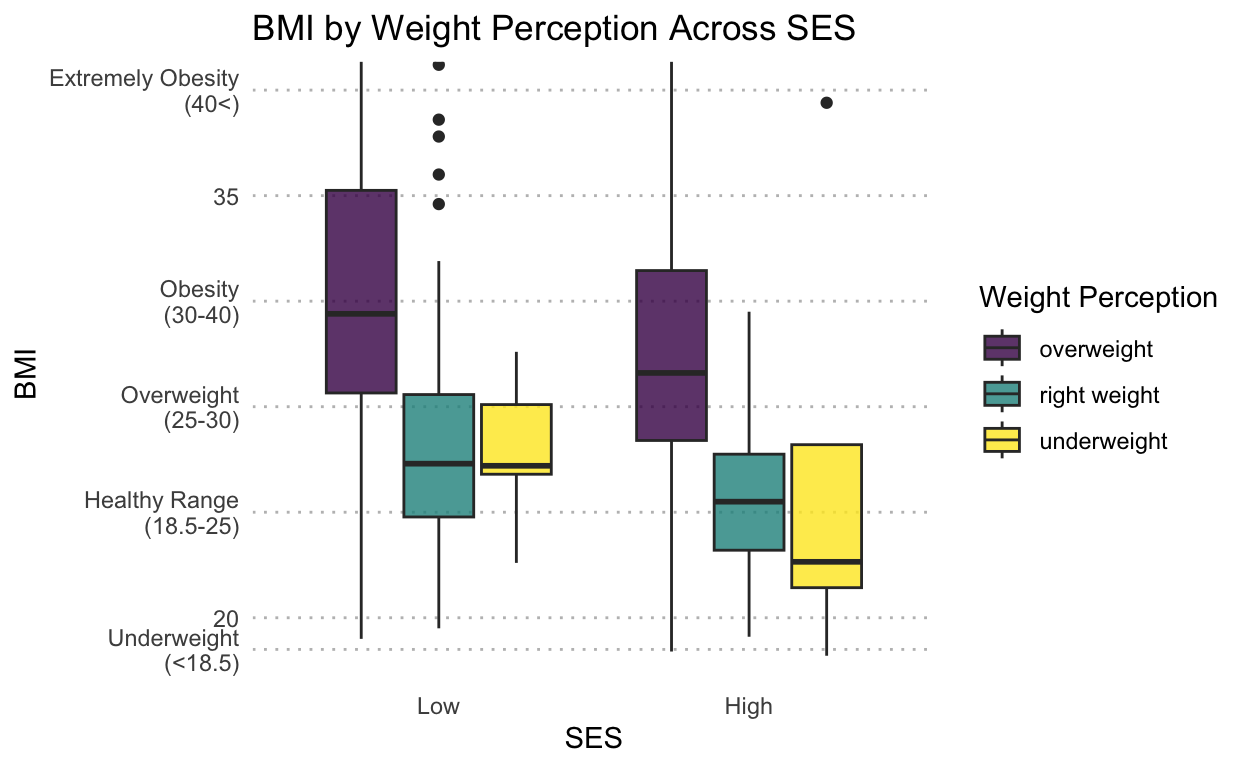 BMI by Weight Perception Across SES
Extremely Obesity
(40<)
35
Obesity
(30-40)
Overweight
(25-30)
Healthy Range
(18.5-25)
20
Underweight
(<18.5)
BMI
Low
High
SES
Weight Perception
overweight
right weight
underweight